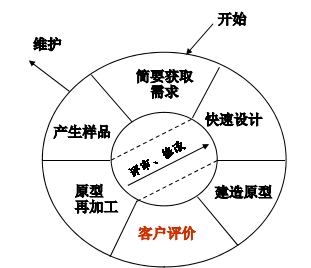 开始
维护
简要获取
需求
快速设计
产生样品
评审、修改
原型
再加工
建造原型
客户评价